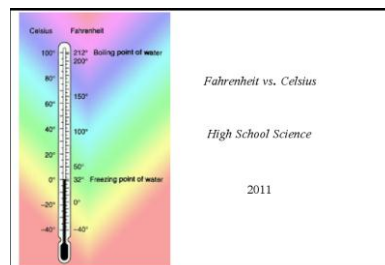 Celsius Fahrenheit
100° 212° Boiling point of water
200°
80°
150°
60°
40° 100°
20°
50°
0° 32° Freezing point of water
-20° 0°
-40° -40°
Fahrenheit vs. Celsius
High School Science
2011